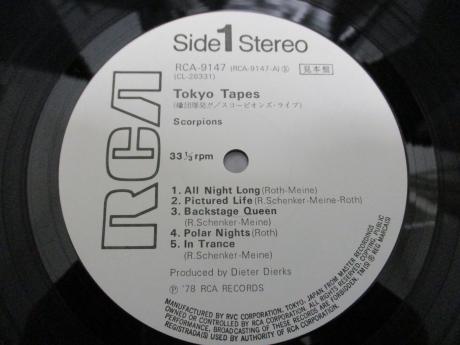 Side 1 Stereo
RCA-9147 (RCA-9147-A) Ⓢ
(CL-28331)
見本盤
RCA
Tokyo Tapes
(蠍団爆発!!/スコーピオンズ・ライブ)
Scorpions
33 1/3 rpm
1. All Night Long (Roth-Meine)
2. Pictured Life (R.Schenker-Meine-Roth)
3. Backstage Queen
(R.Schenker-Meine)
4. Polar Nights (Roth)
5. In Trance
(R.Schenker-Meine)
Produced by Dieter Dierks
Ⓟ '78 RCA RECORDS
MANUFACTURED BY RVC CORPORATION, TOKYO, JAPAN FROM MASTER RECORDINGS
OWNED OR CONTROLLED BY RCA CORPORATION. ALL RIGHTS RESERVED, COPYING, PUBLIC
PERFORMANCE, BROADCASTING OF THESE RECORDS ARE FORBIDDEN. TM(S) ® REG MARCA(S)
REGISTRADA(S) USED BY AUTHORITY OF RCA CORPORATION.